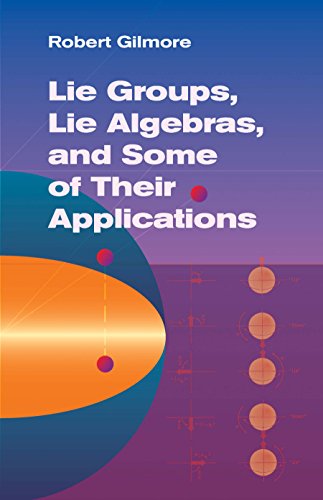 Robert Gilmore
Lie Groups,
Lie Algebras,
and Some
of Their
Applications